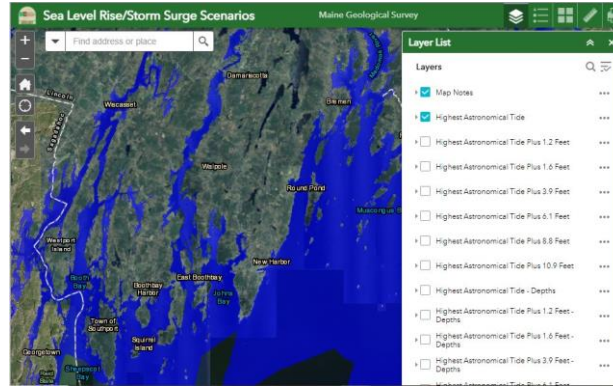 Sea Level Rise/Storm Surge Scenarios
Maine Geological Survey
Find address or place
Layer List
Layers
Map Notes
Highest Astronomical Tide
Highest Astronomical Tide Plus 1.2 Feet
Highest Astronomical Tide Plus 1.6 Feet
Highest Astronomical Tide Plus 3.9 Feet
Highest Astronomical Tide Plus 6.1 Feet
Highest Astronomical Tide Plus 8.8 Feet
Highest Astronomical Tide Plus 10.9 Feet
Highest Astronomical Tide - Depths
Highest Astronomical Tide Plus 1.2 Feet -
Depths
Highest Astronomical Tide Plus 1.6 Feet -
Depths
Highest Astronomical Tide Plus 3.9 Feet -
Depths
Damariscotta
Lincoln
Sagadahoc
Wiscasset
Bremen
Walpole
Round Pond
Westport
Island
New Harbor
East Boothbay
Booth
Bay
Boothbay
Harbor
Johns
Bay
Town of
Southport
Squirrel
Island
Georgetown
Sheepscot
Bay